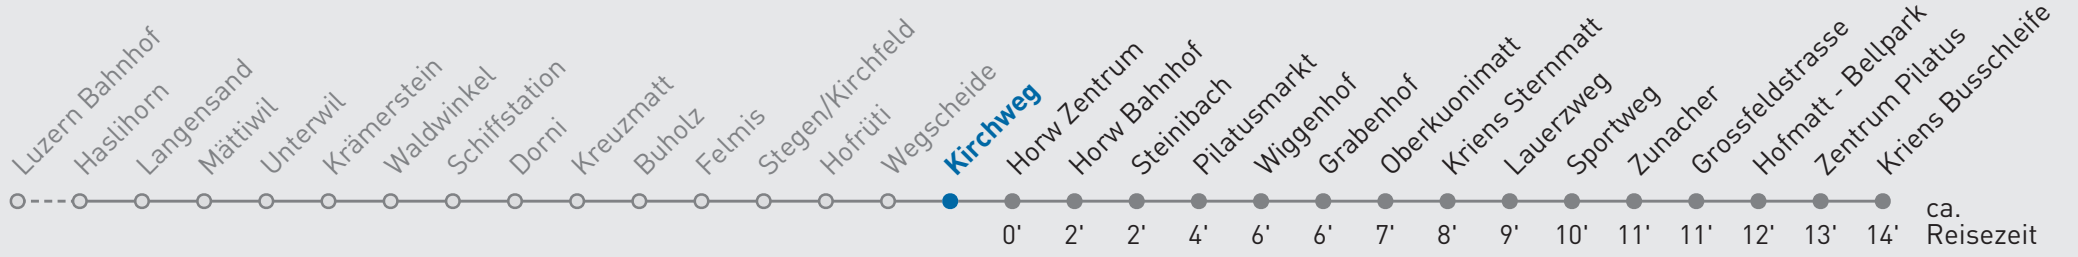 Luzern Bahnhof
Haslihorn
Langensand
Mättiwil
Unterwil
Krämerstein
Waldwinkel
Schiffstation
Dorni
Kreuzmatt
Buholz
Felmis
Stegen/Kirchfeld
Hofrüti
Wegscheide
Kirchweg
Horw Zentrum
Horw Bahnhof
Steinibach
Pilatusmarkt
Wiggenhof
Grabenhof
Oberkuonimatt
Kriens Sternmatt
Lauerzweg
Sportweg
Zunacher
Grossfeldstrasse
Hofmatt - Bellpark
Zentrum Pilatus
Kriens Busschleife
0' 2' 2' 4' 6' 6' 7' 8' 9' 10' 11' 11' 12' 13' 14'
ca.
Reisezeit